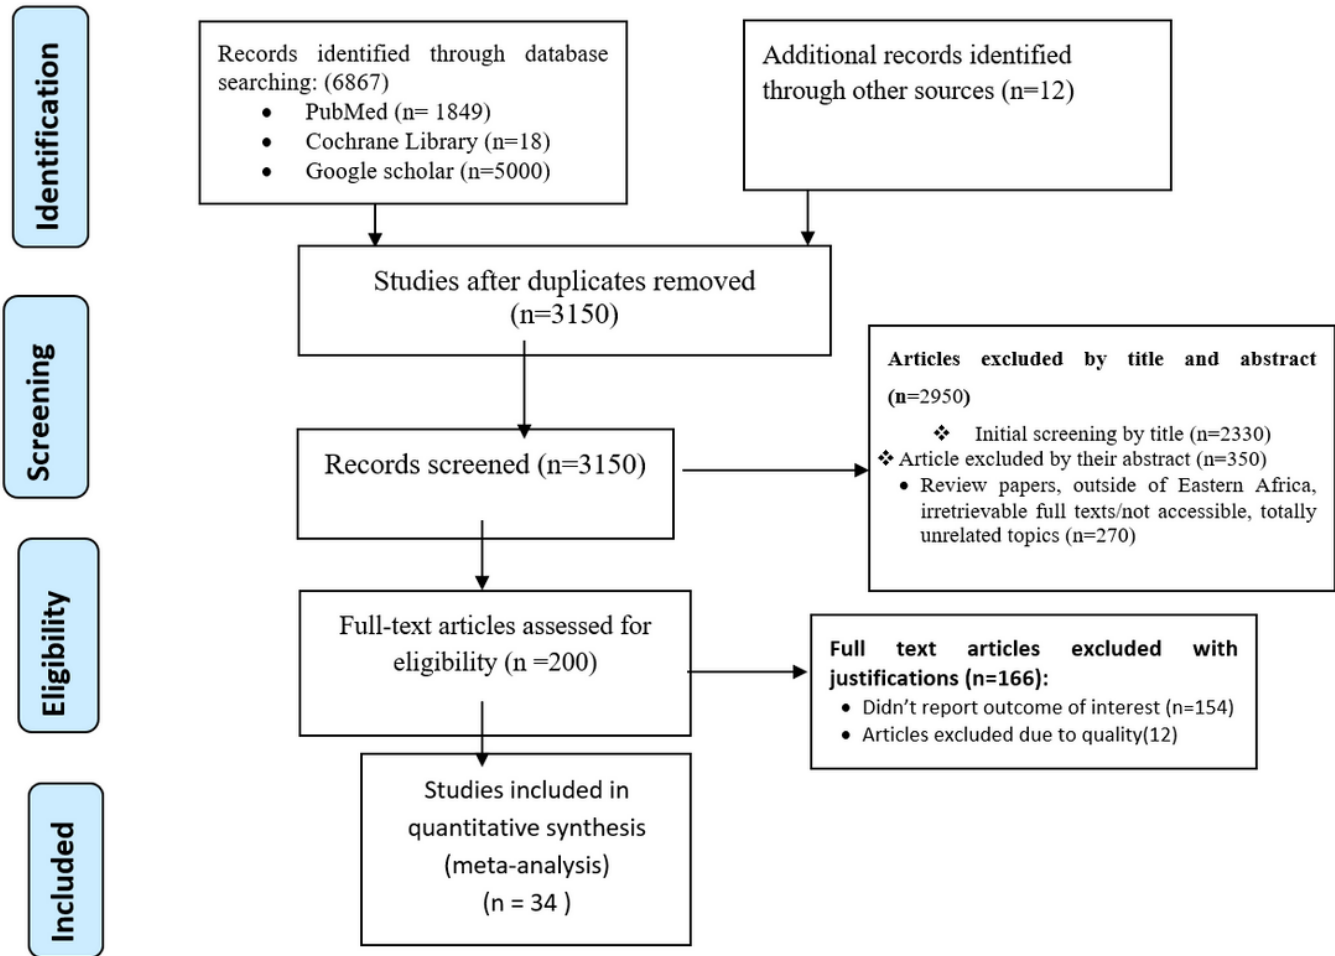 Identification
Records identified through database
searching: (6867)
• PubMed (n= 1849)
• Cochrane Library (n=18)
• Google scholar (n=5000)
Additional records identified
through other sources (n=12)
Studies after duplicates removed
(n=3150)
Screening
Records screened (n=3150)
Articles excluded by title and abstract
(n=2950)
❖ Initial screening by title (n=2330)
❖ Article excluded by their abstract (n=350)
• Review papers, outside of Eastern Africa,
irretrievable full texts/not accessible, totally
unrelated topics (n=270)
Eligibility
Full-text articles assessed for
eligibility (n =200)
Full text articles excluded with
justifications (n=166):
• Didn’t report outcome of interest (n=154)
• Articles excluded due to quality(12)
Included
Studies included in
quantitative synthesis
(meta-analysis)
(n = 34 )